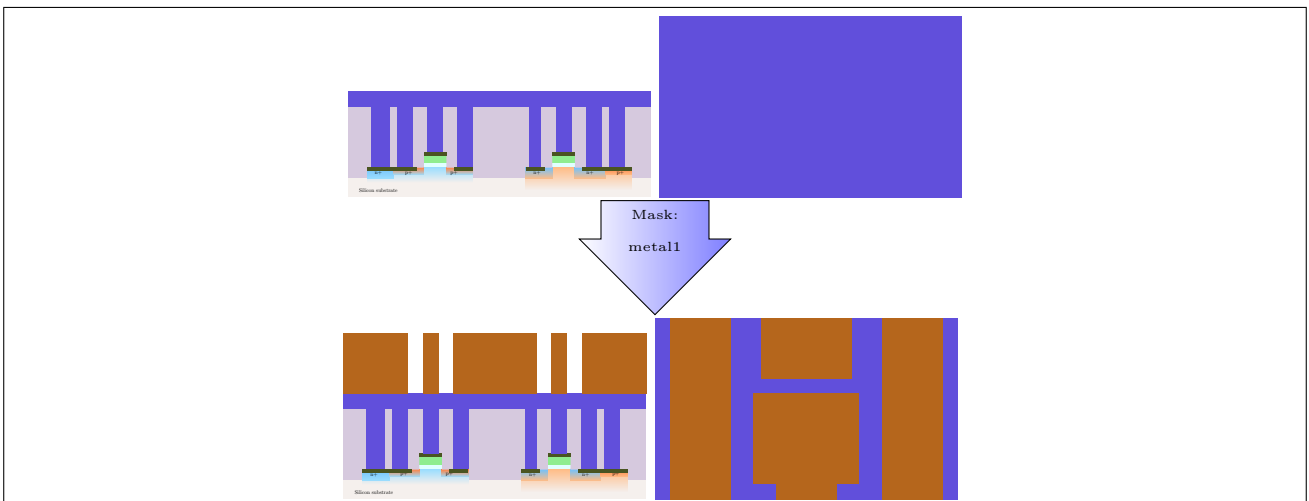 n+ p+ p+ n+ n+ p+
Silicon substrate
Mask:
metal1
n+ p+ p+ n+ n+ p+
Silicon substrate